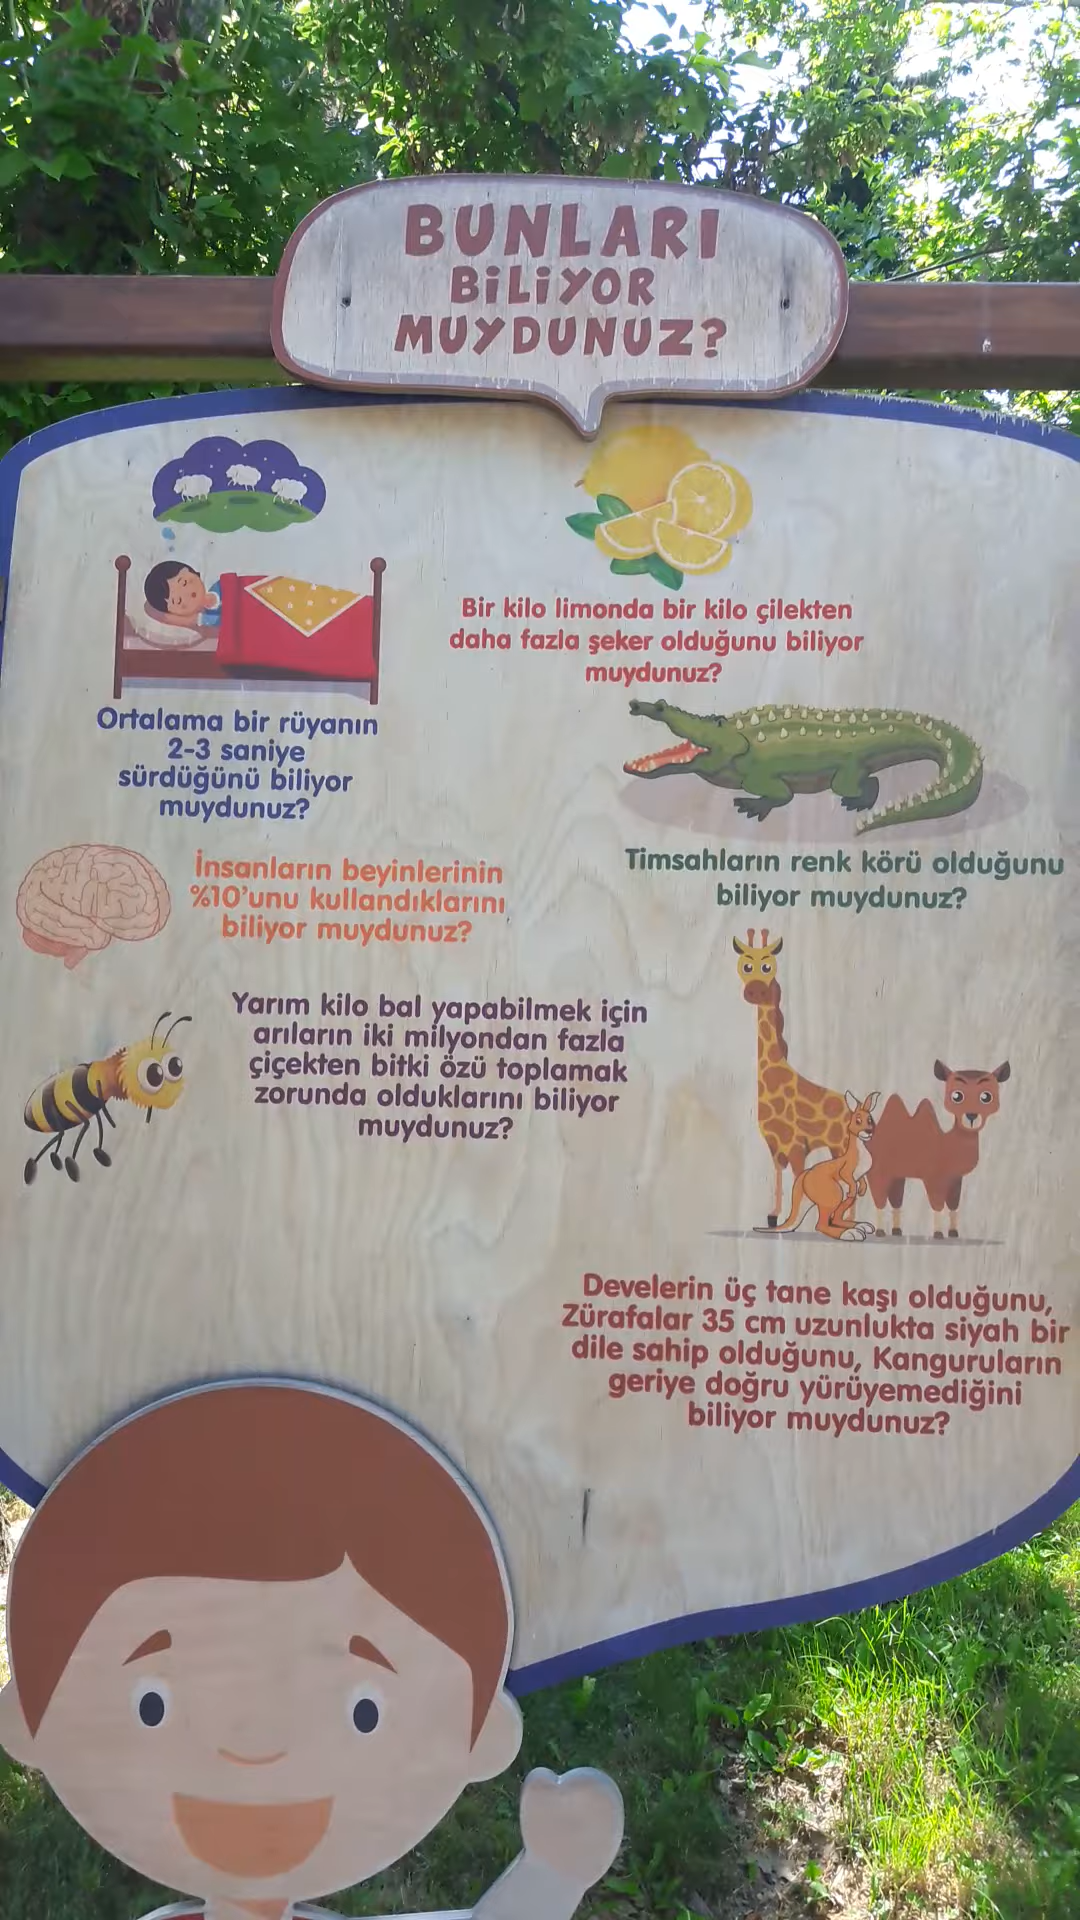 BUNLARI
BİLİYOR
MUYDUNUZ?
Bir kilo limonda bir kilo çilekten
daha fazla şeker olduğunu biliyor
muydunuz?
Ortalama bir rüyanın
2-3 saniye
sürdüğünü biliyor
muydunuz?
Timsahların renk körü olduğunu
biliyor muydunuz?
İnsanların beyinlerinin
%10'unu kullandıklarını
biliyor muydunuz?
Yarım kilo bal yapabilmek için
arıların iki milyondan fazla
çiçekten bitki özü toplamak
zorunda olduklarını biliyor
muydunuz?
Develerin üç tane kaşı olduğunu,
Zürafalar 35 cm uzunlukta siyah bir
dile sahip olduğunu, Kanguruların
geriye doğru yürüyemediğini
biliyor muydunuz?